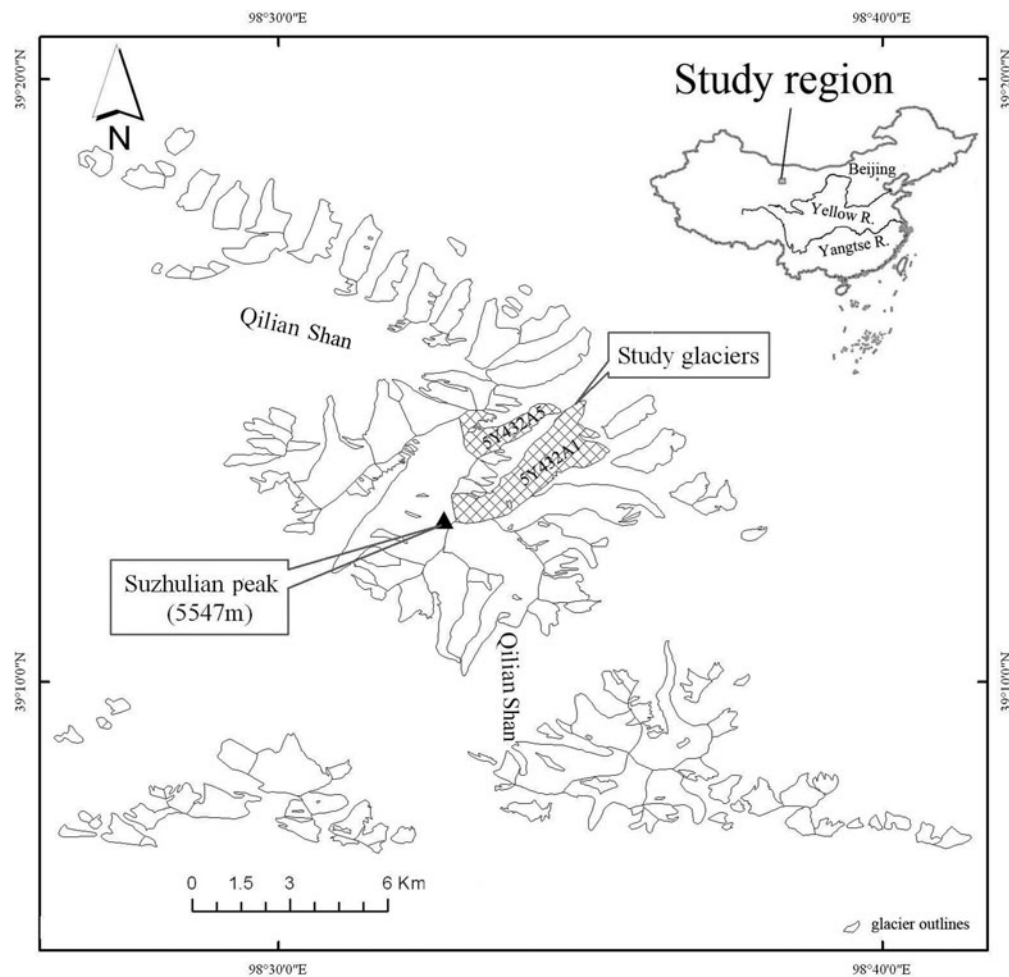 98°30'0"E
98°40'0"E
39°20'0"N
39°20'0"N
N
Study region
Beijing
Yellow R.
Yangtse R.
Qilian Shan
Study glaciers
5Y432A5
5Y432A1
Suzhulian peak
(5547m)
Qilian Shan
39°10'0"N
39°10'0"N
0 1.5 3 6 Km
glacier outlines
98°30'0"E
98°40'0"E